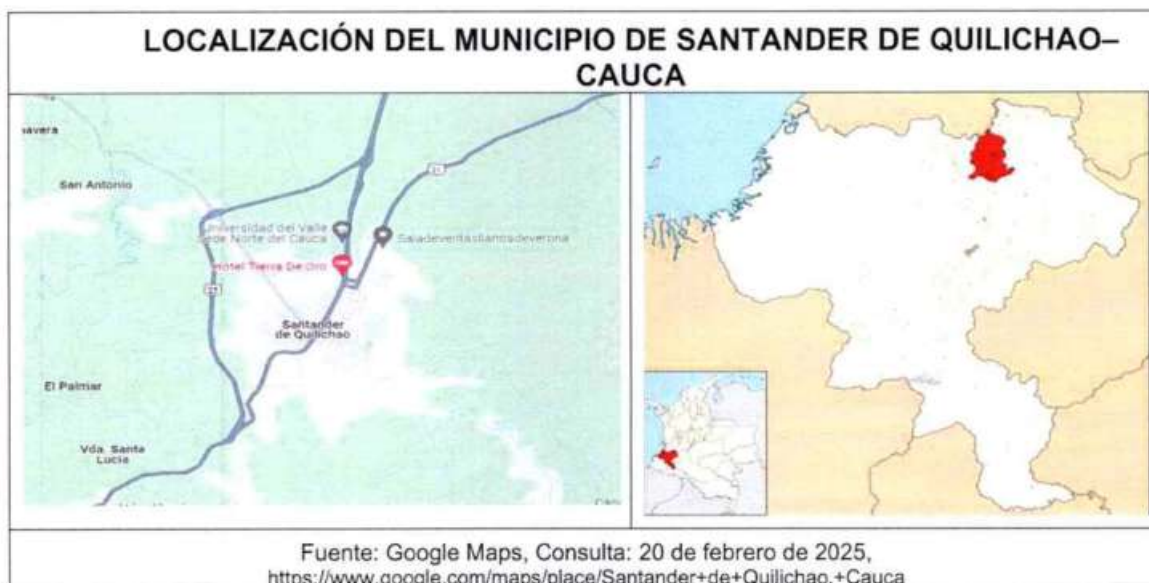 LOCALIZACIÓN DEL MUNICIPIO DE SANTANDER DE QUILICHAO–
CAUCA
San Antonio
Universidad del Valle
Sede Norte del Cauca
Saladeventasllanosdeverona
Hotel Tierra De Oro
Santander
de Quilichao
El Palmar
Vda. Santa
Lucia
Fuente: Google Maps, Consulta: 20 de febrero de 2025,
https://www.google.com/maps/place/Santander+de+Quilichao,+Cauca